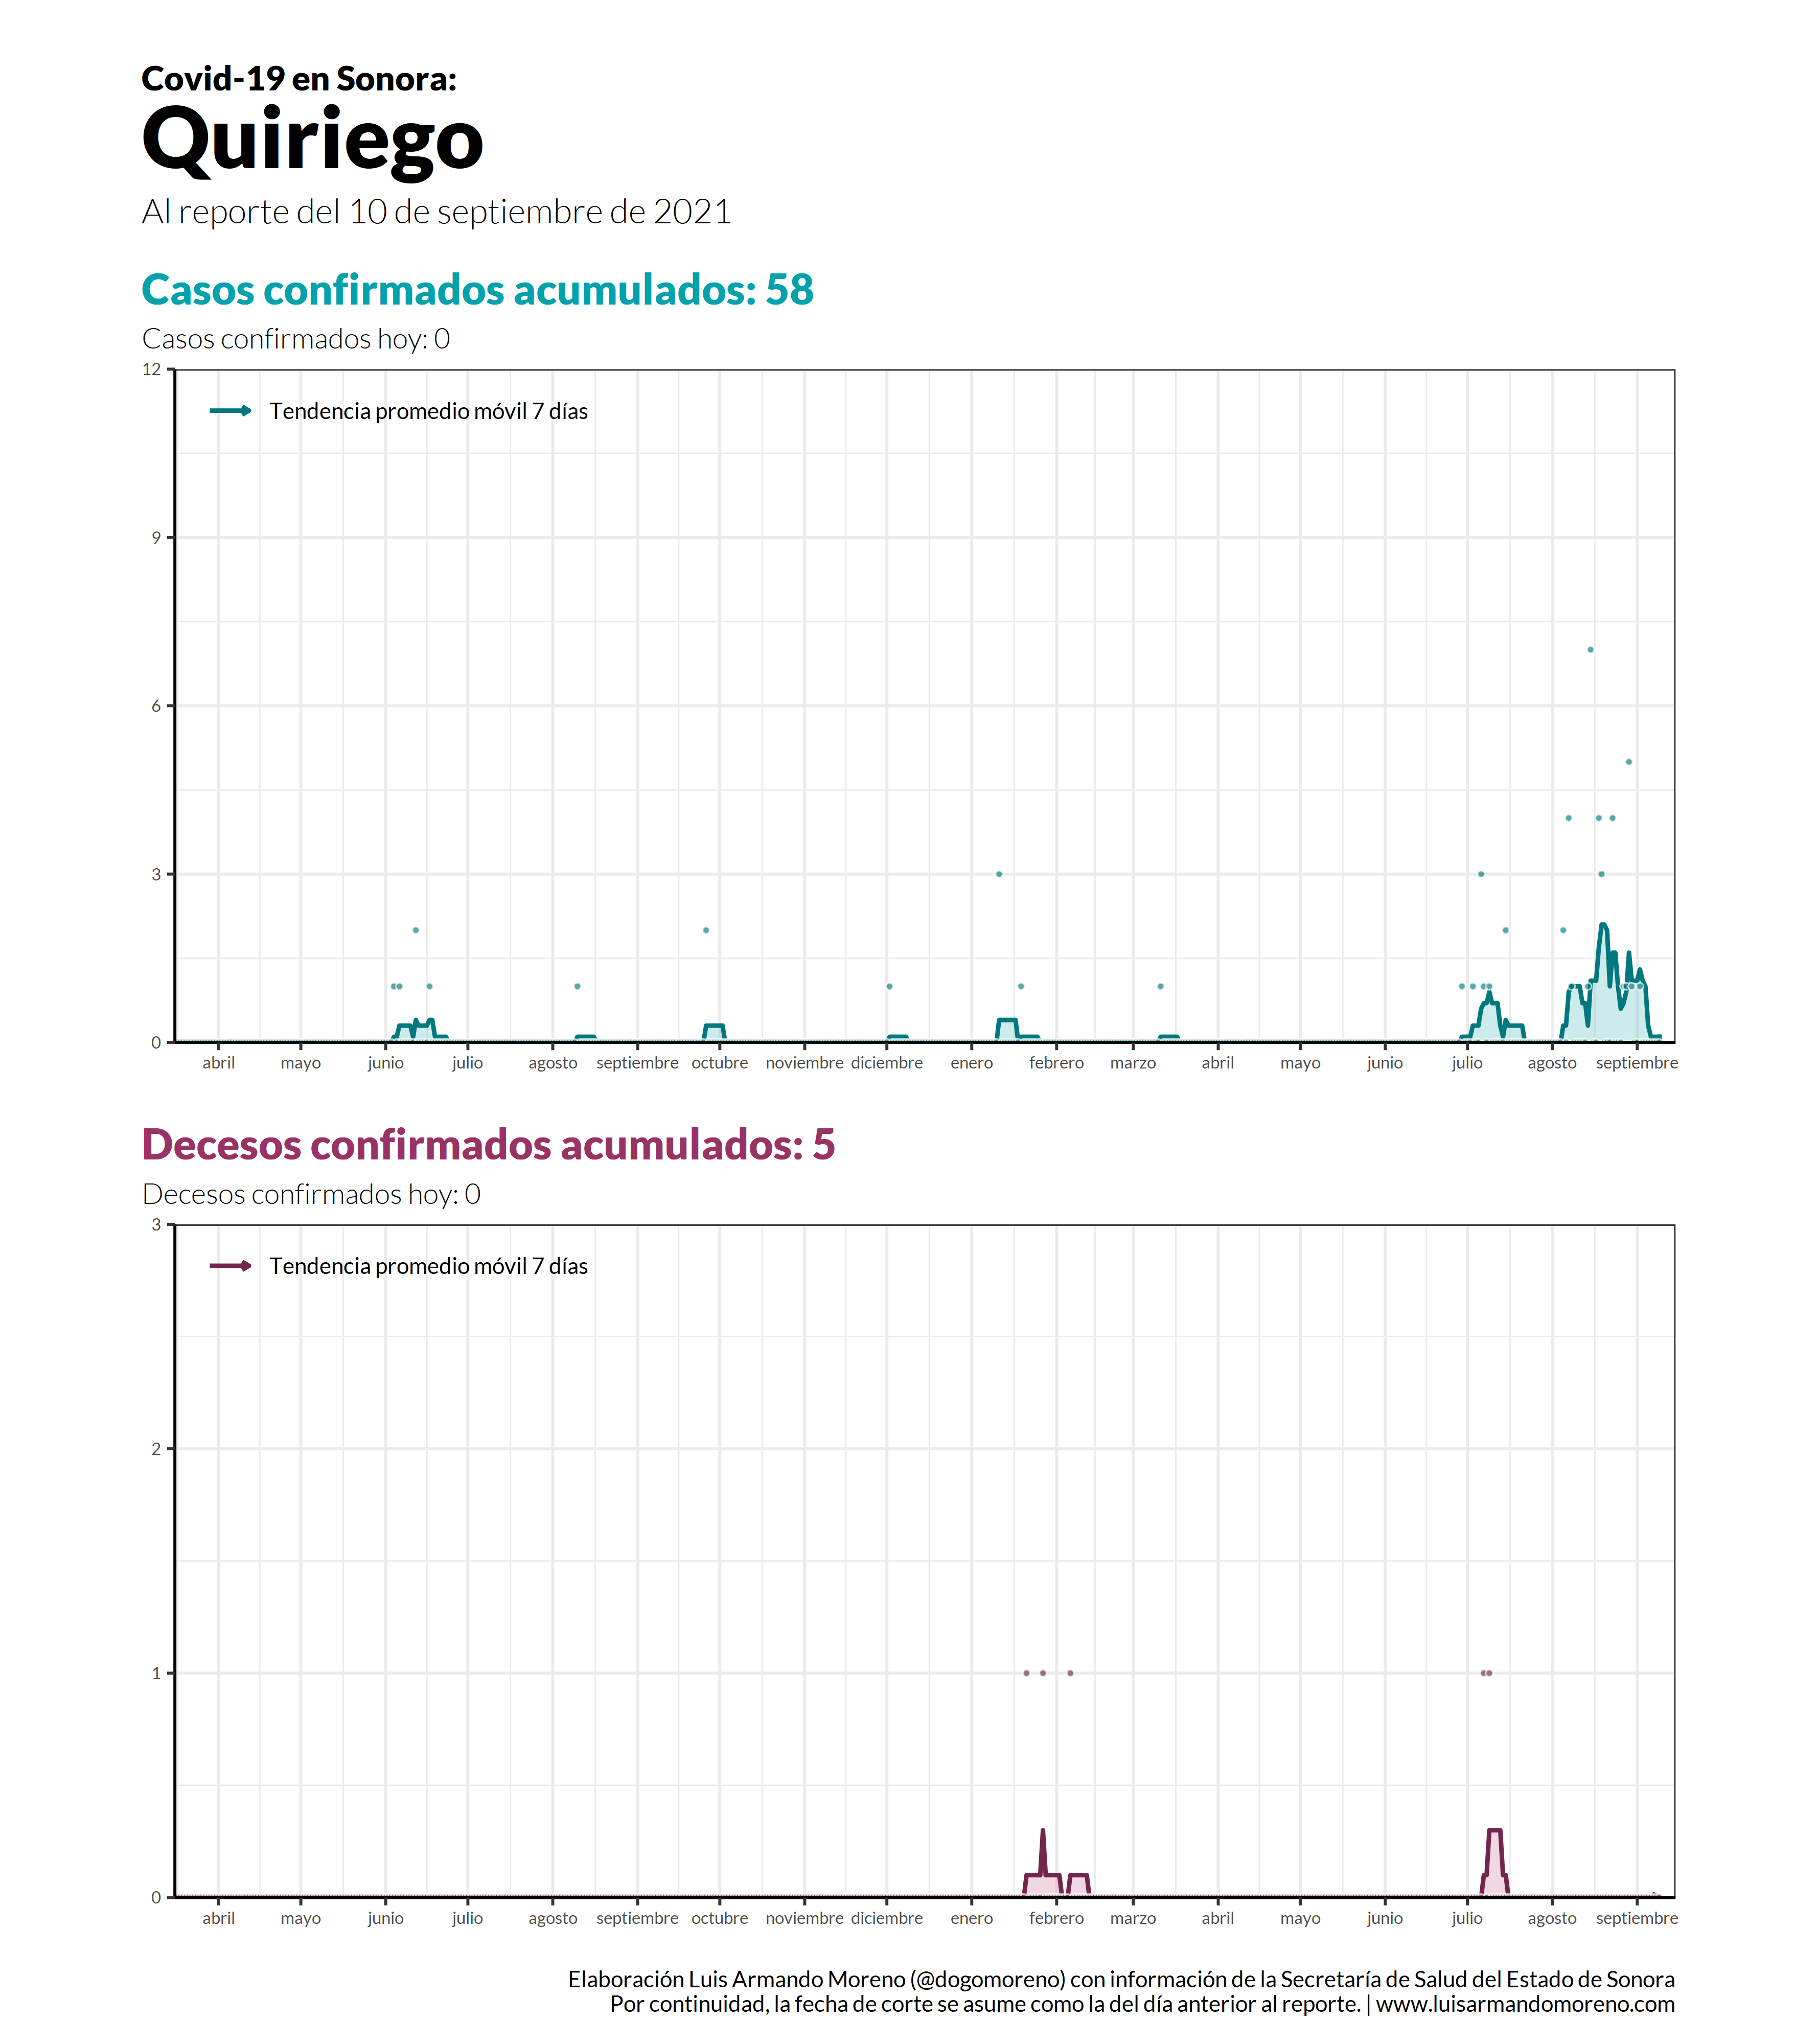 Covid-19 en Sonora:
Quiriego
Al reporte del 10 de septiembre de 2021
Casos confirmados acumulados: 58
Casos confirmados hoy: 0
12
Tendencia promedio móvil 7 días
9
6
3
0
abril mayo junio julio agosto septiembre octubre noviembre diciembre enero febrero marzo abril mayo junio julio agosto septiembre
Decesos confirmados acumulados: 5
Decesos confirmados hoy: 0
3
Tendencia promedio móvil 7 días
2
1
0
abril mayo junio julio agosto septiembre octubre noviembre diciembre enero febrero marzo abril mayo junio julio agosto septiembre
Elaboración Luis Armando Moreno (@dogomoreno) con información de la Secretaría de Salud del Estado de Sonora
Por continuidad, la fecha de corte se asume como la del día anterior al reporte. | www.luisarmandomoreno.com